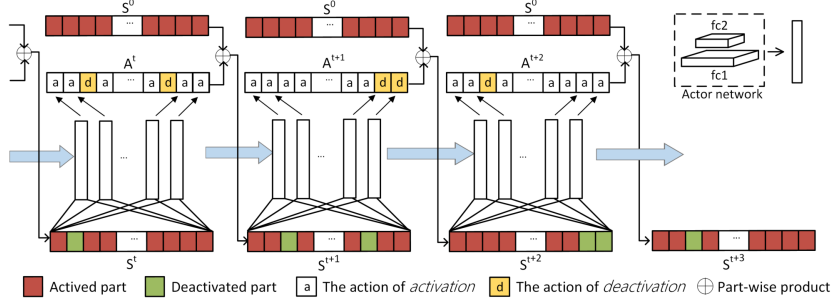 S⁰ S⁰ S⁰
... ... ...
Aᵗ Aᵗ⁺¹ Aᵗ⁺²
a a d a ... a d a a
a a a a ... a a d d
a a d a ... a a a a
fc2
fc1
Actor network
... ... ...
... ... ... ...
Sᵗ Sᵗ⁺¹ Sᵗ⁺² Sᵗ⁺³
Actived part Deactivated part a The action of activation d The action of deactivation Part-wise product